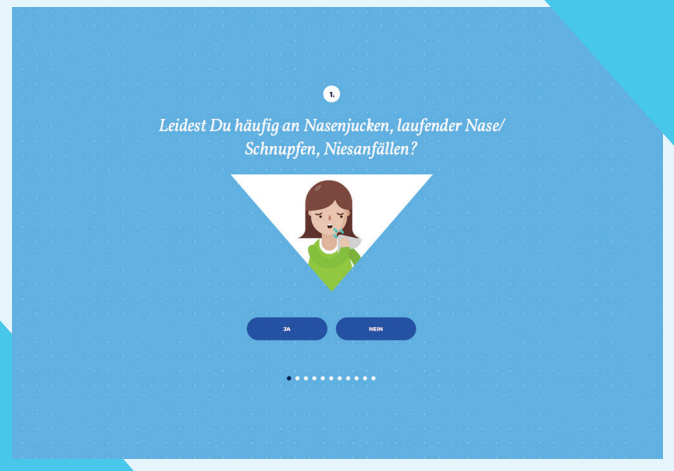 1.
Leidest Du häufig an Nasenjucken, laufender Nase/
Schnupfen, Niesanfällen?
JA
NEIN